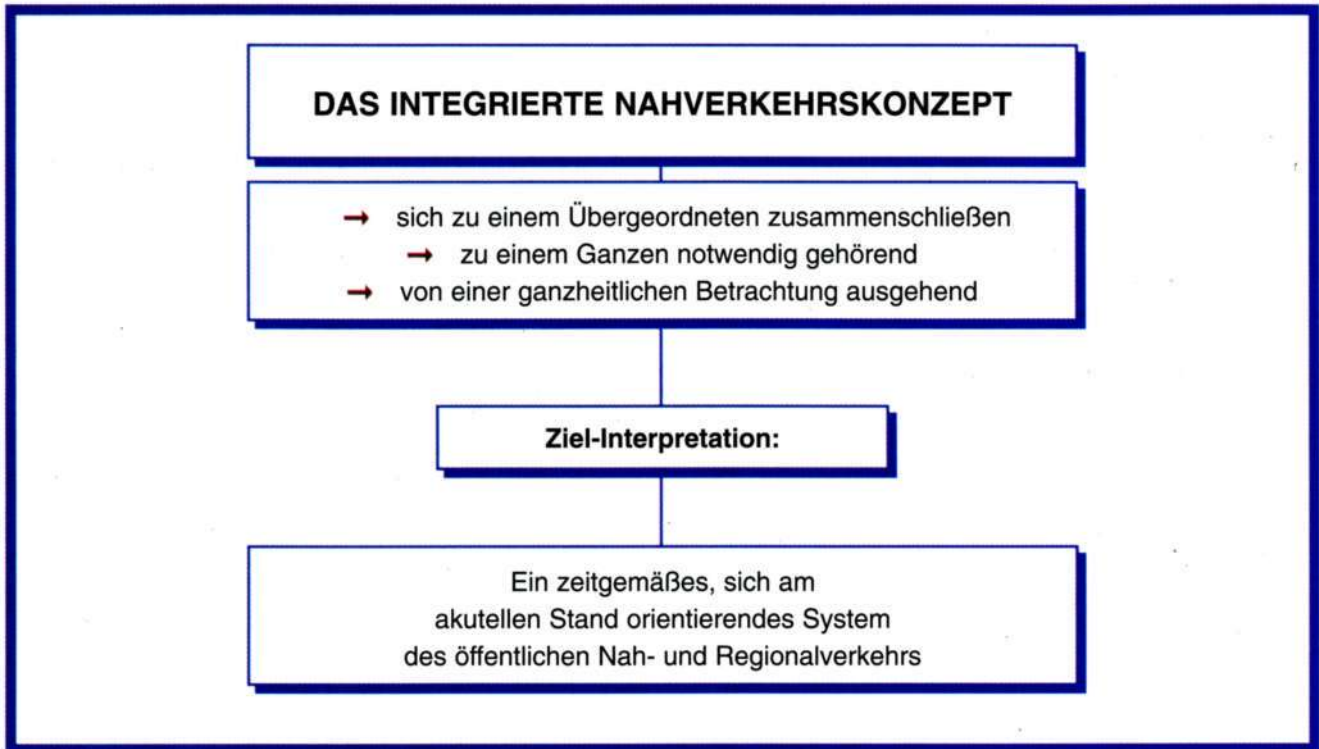 DAS INTEGRIERTE NAHVERKEHRSKONZEPT
→ sich zu einem Übergeordneten zusammenschließen
→ zu einem Ganzen notwendig gehörend
→ von einer ganzheitlichen Betrachtung ausgehend
Ziel-Interpretation:
Ein zeitgemäßes, sich am
akutellen Stand orientierendes System
des öffentlichen Nah- und Regionalverkehrs